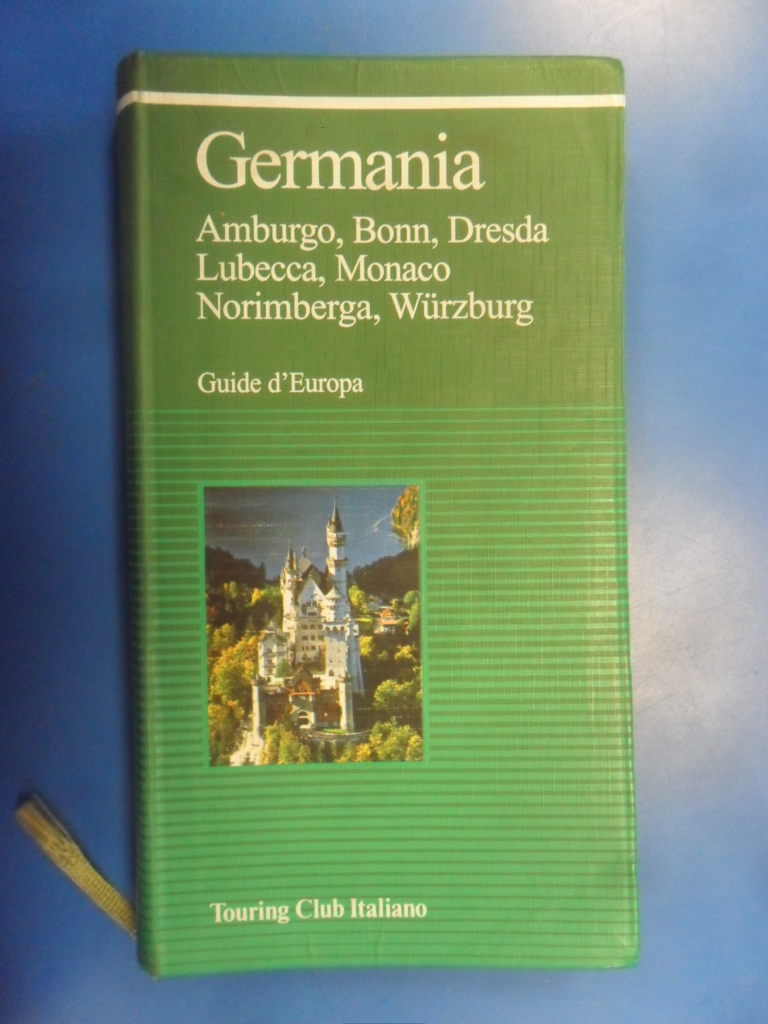 Germania
Amburgo, Bonn, Dresda
Lubecca, Monaco
Norimberga, Würzburg
Guide d'Europa
Touring Club Italiano